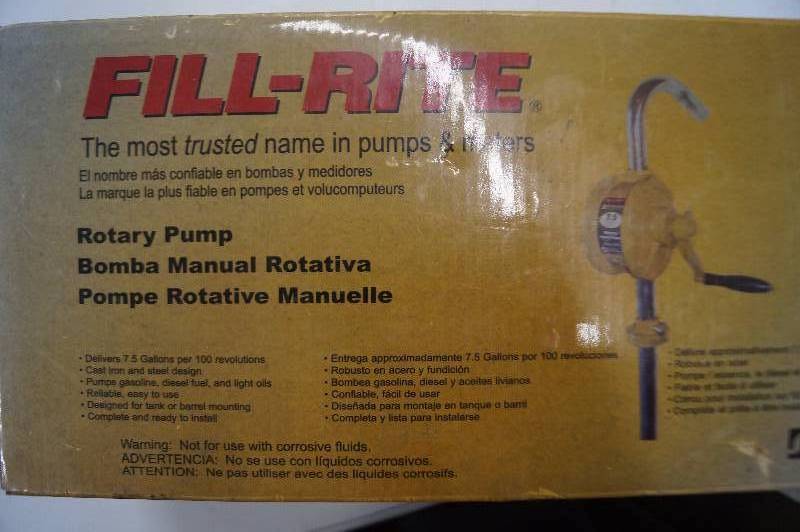 FILL-RITE®
The most trusted name in pumps & meters
El nombre más confiable en bombas y medidores
La marque la plus fiable en pompes et volucompteurs
Rotary Pump
Bomba Manual Rotativa
Pompe Rotative Manuelle
• Delivers 7.5 Gallons per 100 revolutions
• Cast iron and steel design
• Pumps gasoline, diesel fuel, and light oils
• Reliable, easy to use
• Designed for tank or barrel mounting
• Complete and ready to install
• Entrega approximadamente 7.5 Gallons por 100 revoluciones
• Robusto en acero y fundición
• Bombea gasolina, diesel y aceites livianos
• Confiable, fácil de usar
• Diseñada para montaje en tanque o barril
• Completa y lista para instalarse
7.5
Warning: Not for use with corrosive fluids.
ADVERTENCIA: No se use con líquidos corrosivos.
ATTENTION: Ne pas utiliser avec des liquides corrosifs.